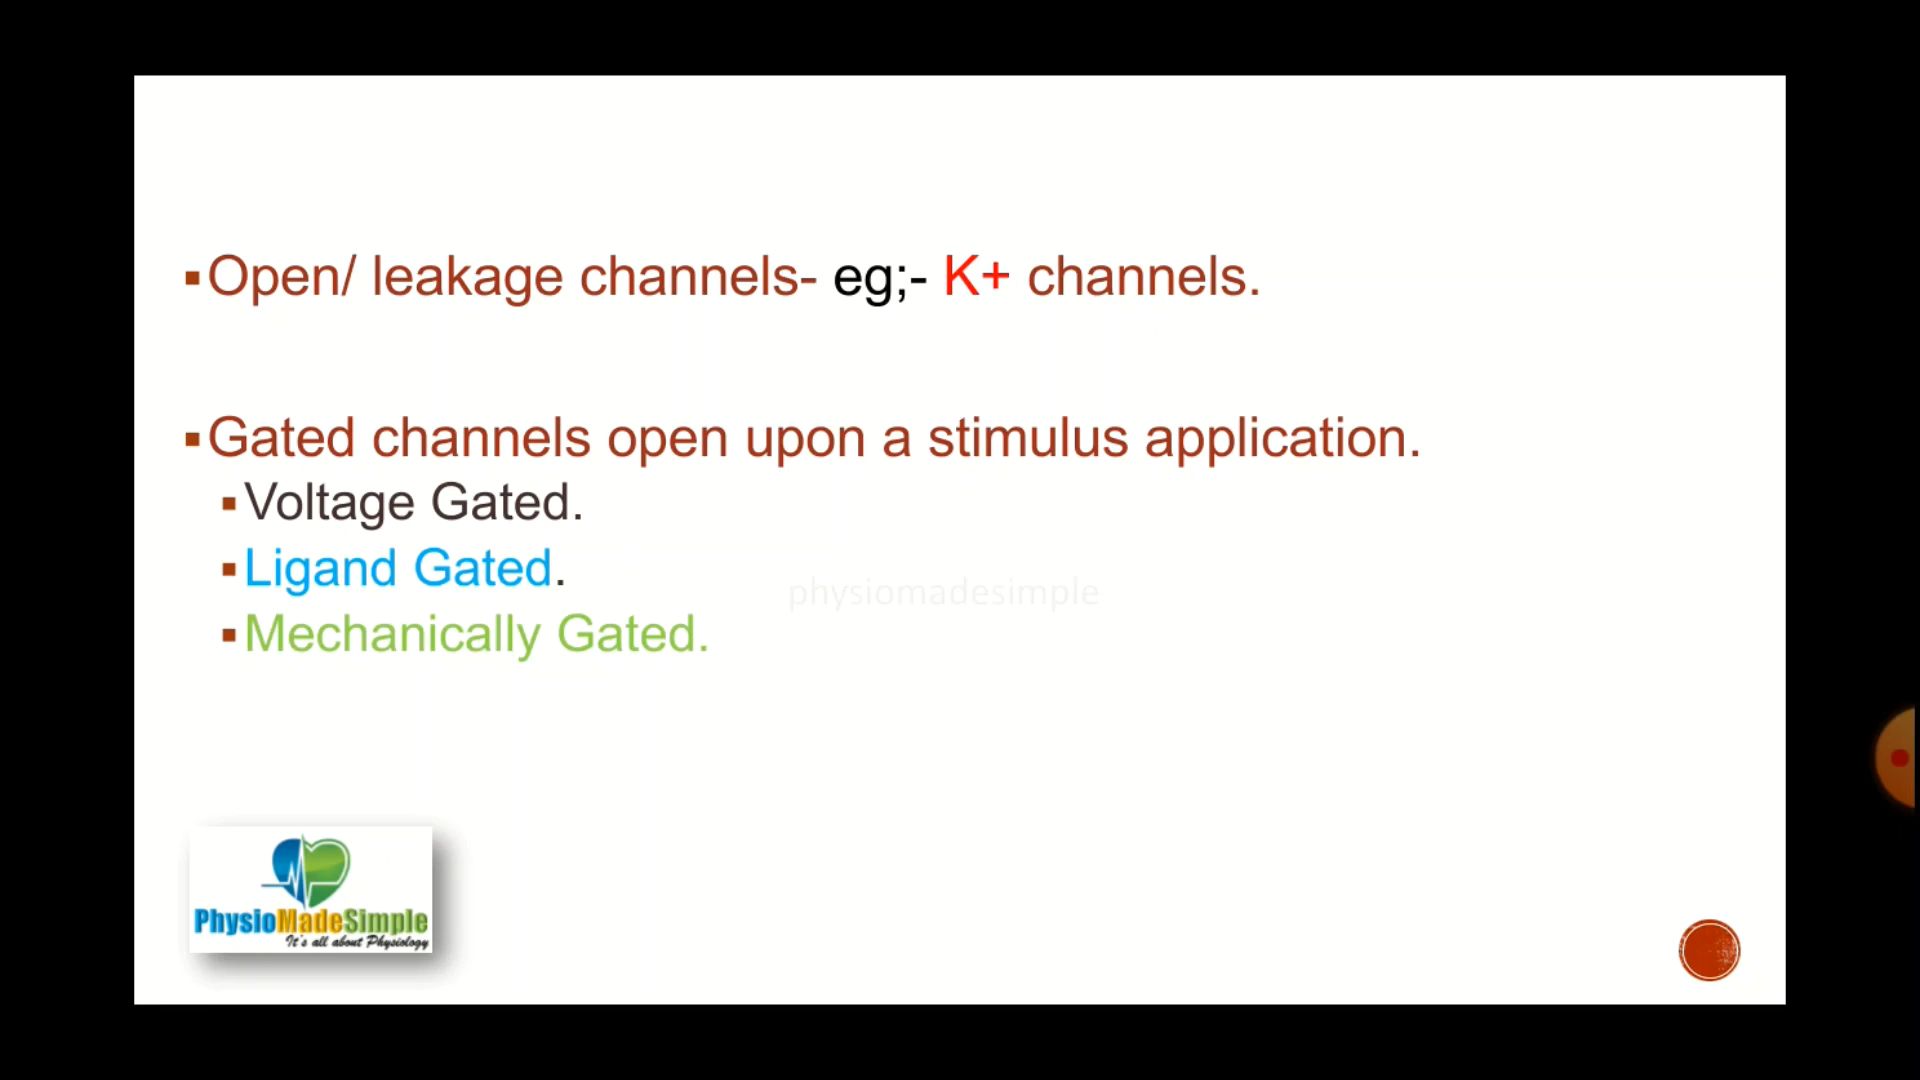 ▪Open/ leakage channels- eg;- K+ channels.
▪Gated channels open upon a stimulus application.
▪Voltage Gated.
▪Ligand Gated.
physiomadesimple
▪Mechanically Gated.
PhysioMadeSimple
It's all about Physiology